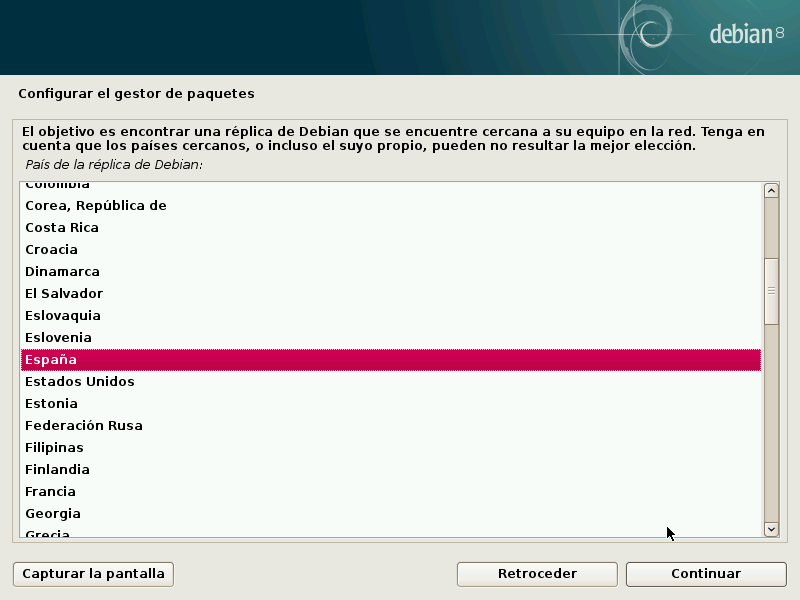 debian 8
Configurar el gestor de paquetes
El objetivo es encontrar una réplica de Debian que se encuentre cercana a su equipo en la red. Tenga en
cuenta que los países cercanos, o incluso el suyo propio, pueden no resultar la mejor elección.
País de la réplica de Debian:
Colombia
Corea, República de
Costa Rica
Croacia
Dinamarca
El Salvador
Eslovaquia
Eslovenia
España
Estados Unidos
Estonia
Federación Rusa
Filipinas
Finlandia
Francia
Georgia
Grecia
Capturar la pantalla
Retroceder
Continuar